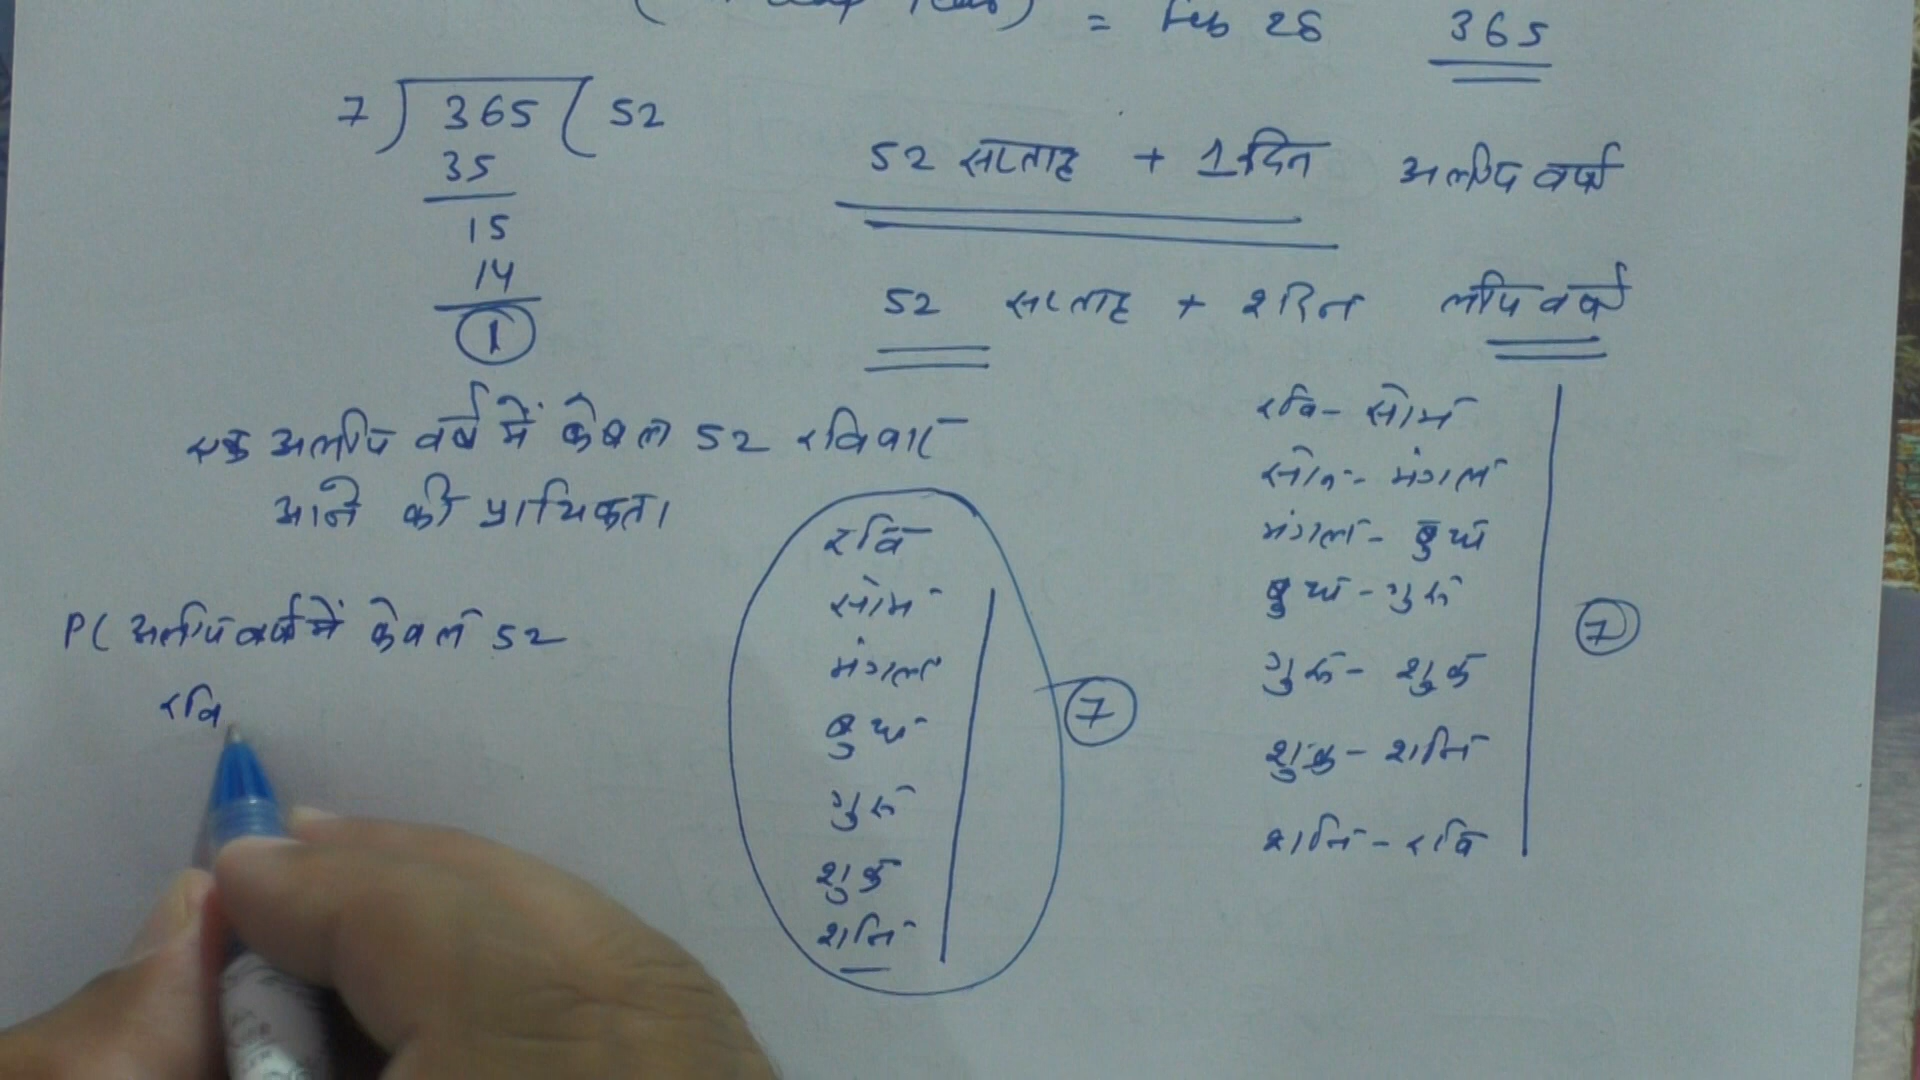 = Feb 28 365
7) 365 (52
35
15
14
1
52 सप्ताह + 1 दिन अलीप वर्ष
52 सप्ताह + २ दिन लीप वर्ष
एक अलीप वर्ष में केवल 52 रविवार
आने की प्रायिकता।
P( अलीप वर्ष में केवल 52
रवि
रवि
सोम
मंगल
बुध
गुरु
शुक्र
शनि
7
रवि - सोम
सोम - मंगल
मंगल - बुध
बुध - गुरु
गुरु - शुक्र
शुक्र - शनि
शनि - रवि
7